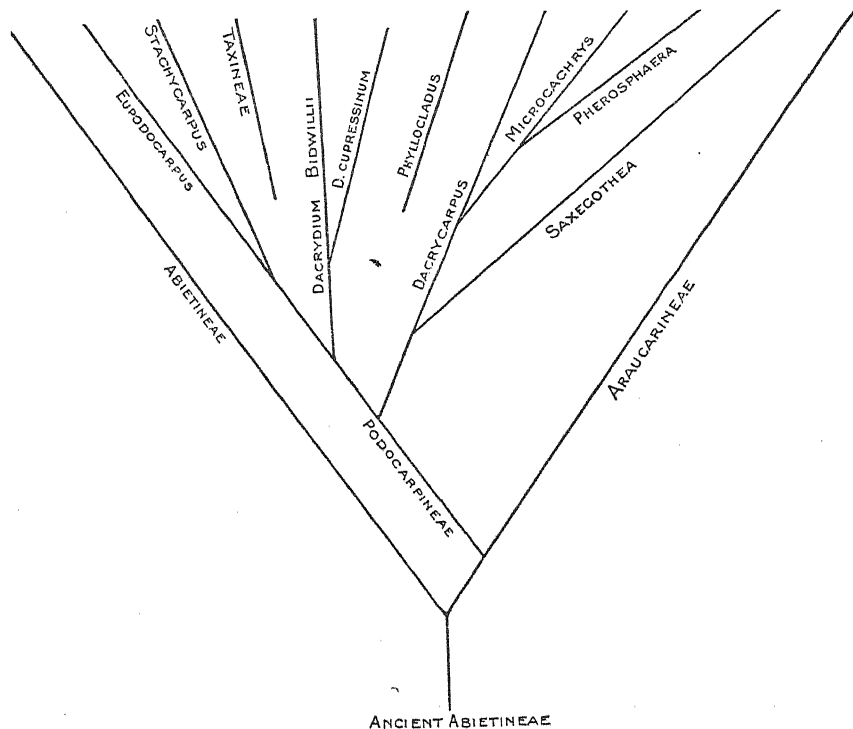 STACHYCARPUS
TAXINEAE
EUPODOCARPUS
DACRYDIUM BIDWILLII
D. CUPRESSINUM
PHYLLOCLADUS
MICROCACHRYS
PHEROSPHAERA
DACRYCARPUS
SAXEGOTHEA
ABIETINEAE
ARAUCARINEAE
PODOCARPINEAE
ANCIENT ABIETINEAE